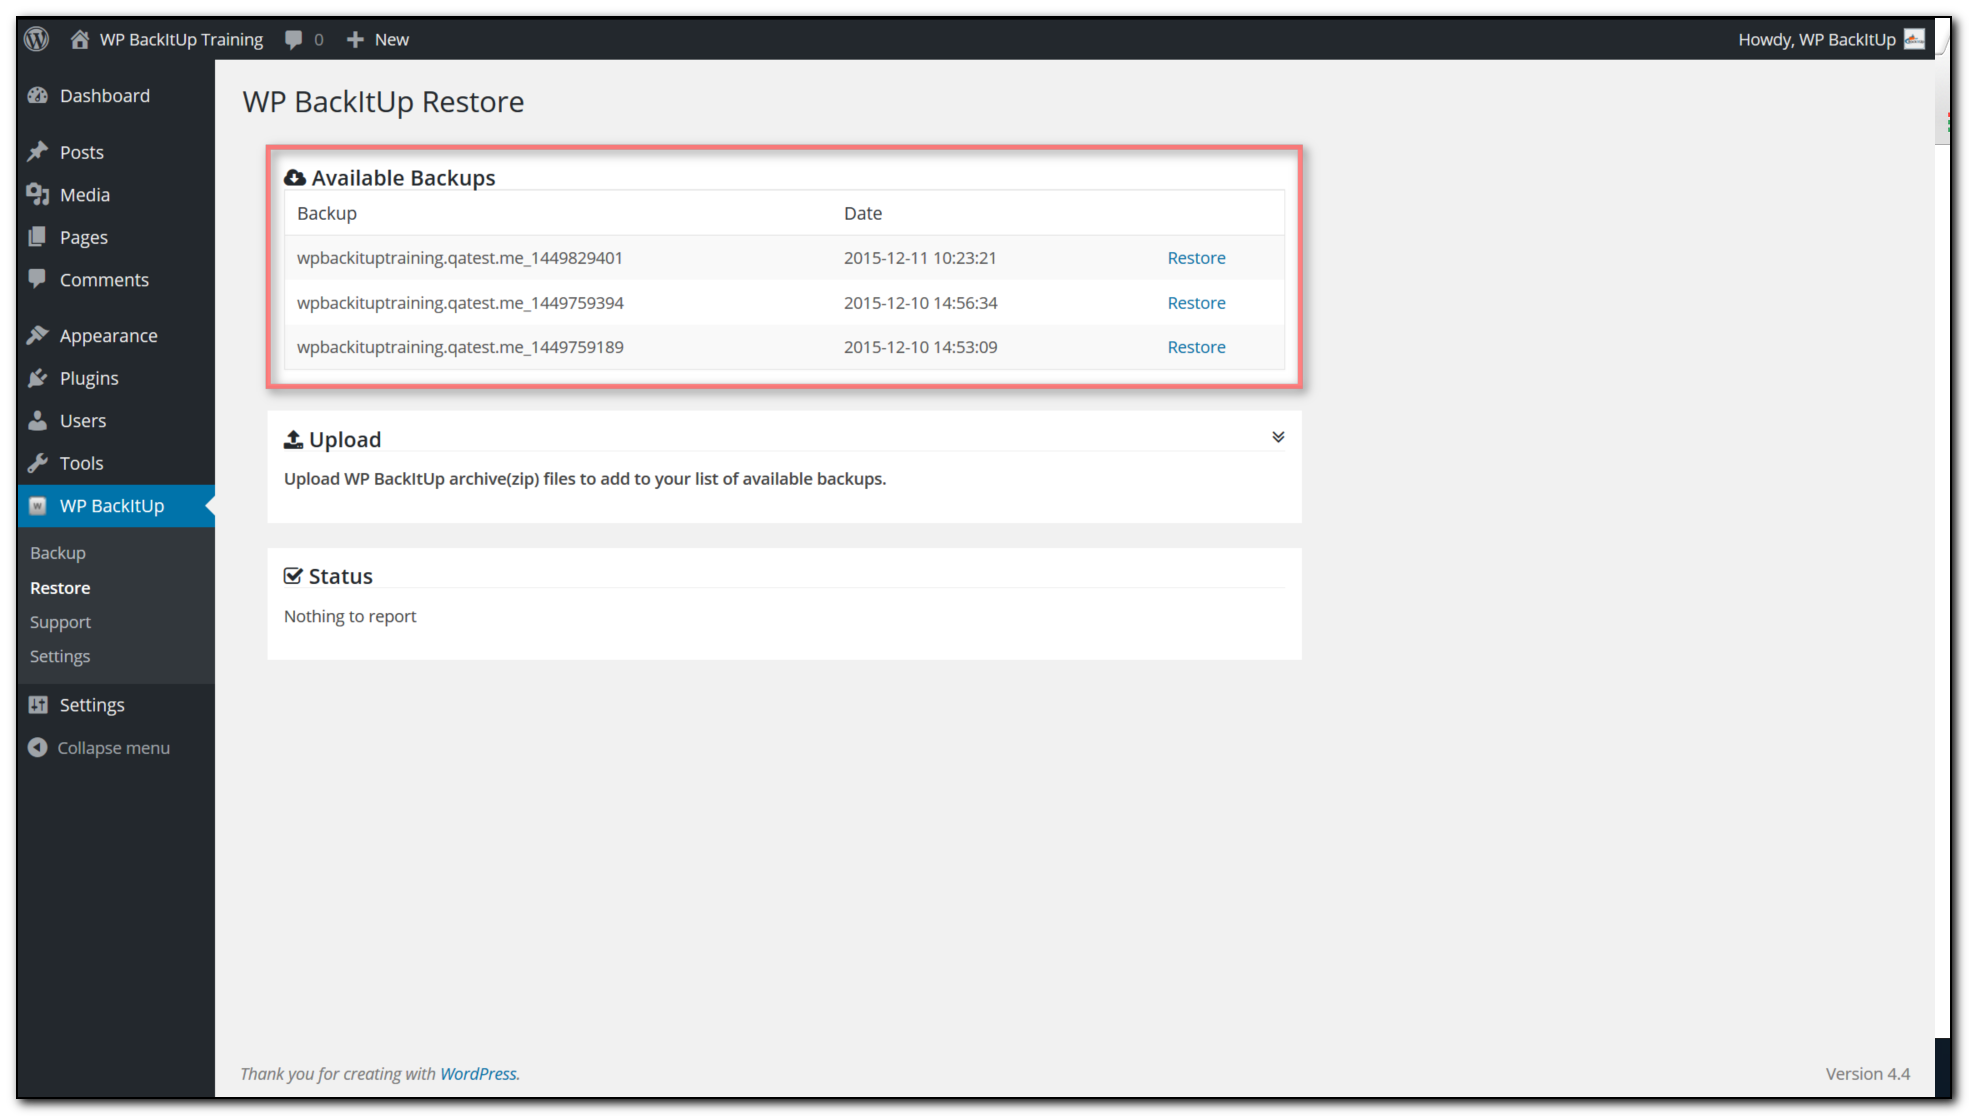 WP BackItUp Training 0 New Howdy, WP BackItUp
Dashboard
Posts
Media
Pages
Comments
Appearance
Plugins
Users
Tools
WP BackItUp
Backup
Restore
Support
Settings
Settings
Collapse menu
WP BackItUp Restore
Available Backups
Backup Date
wpbackituptraining.qatest.me_1449829401 2015-12-11 10:23:21 Restore
wpbackituptraining.qatest.me_1449759394 2015-12-10 14:56:34 Restore
wpbackituptraining.qatest.me_1449759189 2015-12-10 14:53:09 Restore
Upload
Upload WP BackItUp archive(zip) files to add to your list of available backups.
Status
Nothing to report
Thank you for creating with WordPress. Version 4.4